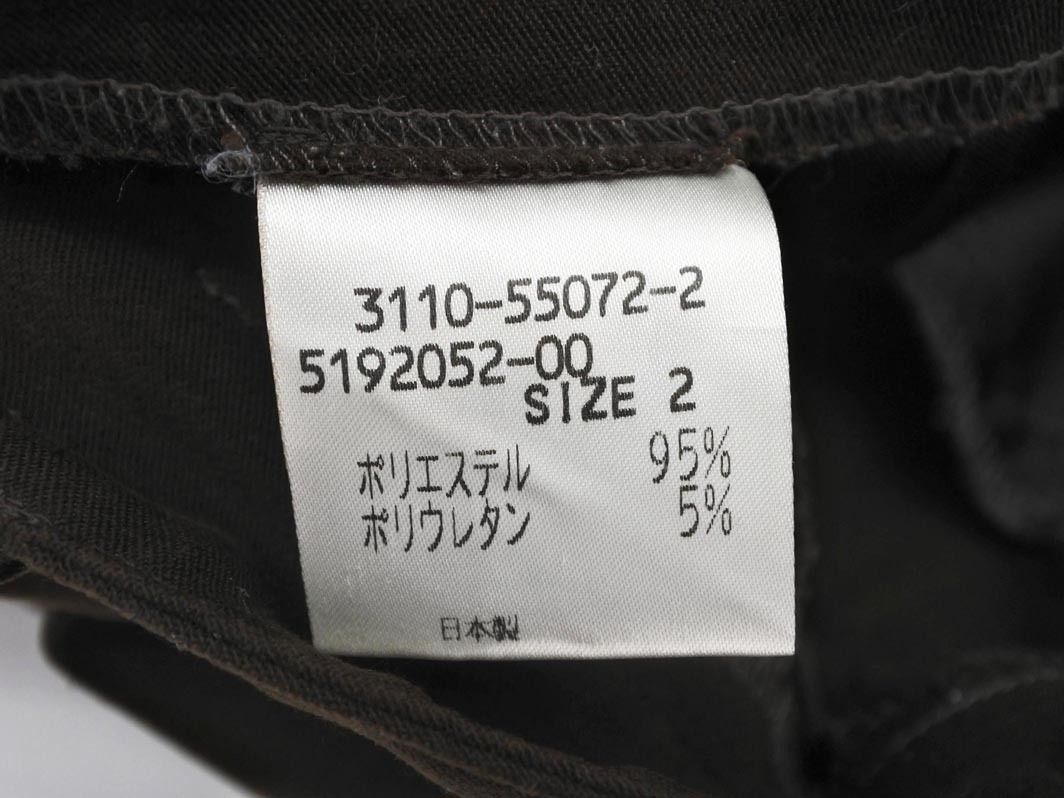 3110-55072-2
5192052-00
SIZE 2
ポリエステル 95%
ポリウレタン 5%
日本製